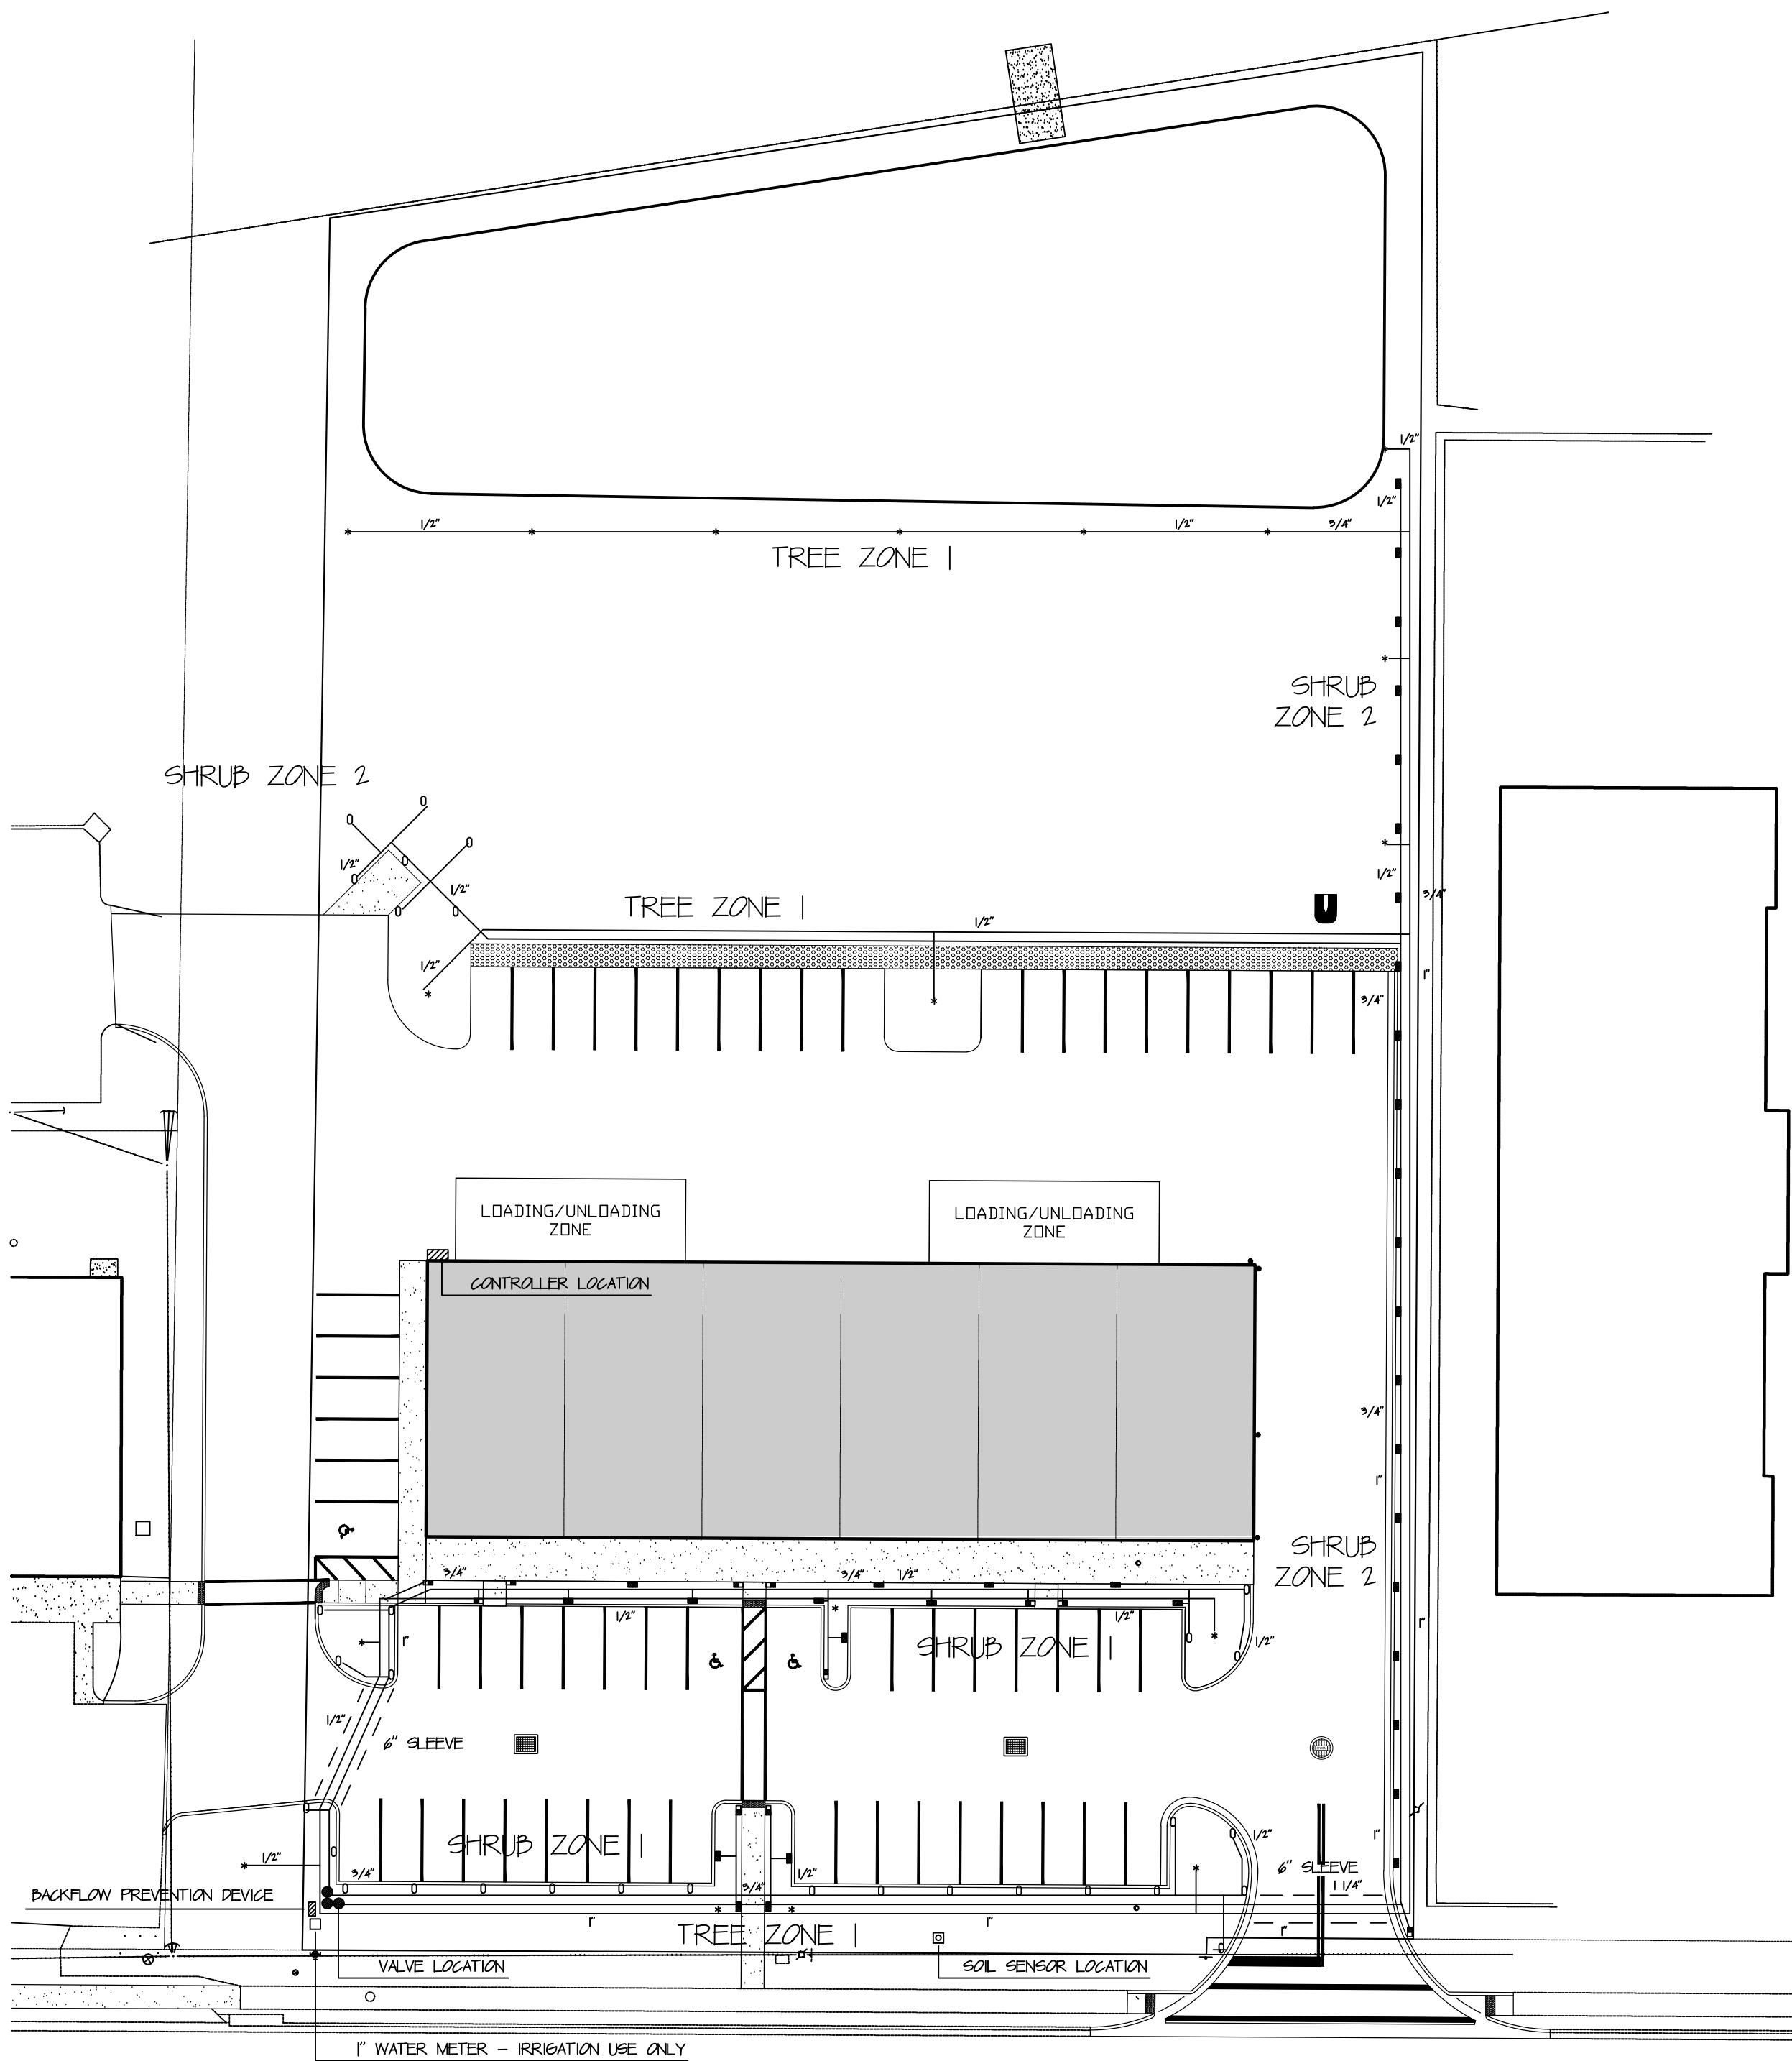 1/2"
1/2"
1/2"
1/2"
3/4"
TREE ZONE 1
SHRUB
ZONE 2
SHRUB ZONE 2
1/2"
1/2"
1/2"
3/4"
TREE ZONE 1
1/2"
1/2"
1"
3/4"
LOADING/UNLOADING
ZONE
LOADING/UNLOADING
ZONE
CONTROLLER LOCATION
3/4"
1"
SHRUB
ZONE 2
3/4"
3/4"
1/2"
1/2"
1/2"
1"
1"
SHRUB ZONE 1
1/2"
1/2"
6" SLEEVE
SHRUB ZONE 1
1/2"
1"
1/2"
3/4"
1/2"
6" SLEEVE
1 1/4"
3/4"
BACKFLOW PREVENTION DEVICE
1"
1"
1"
TREE ZONE 1
VALVE LOCATION
SOIL SENSOR LOCATION
1" WATER METER - IRRIGATION USE ONLY